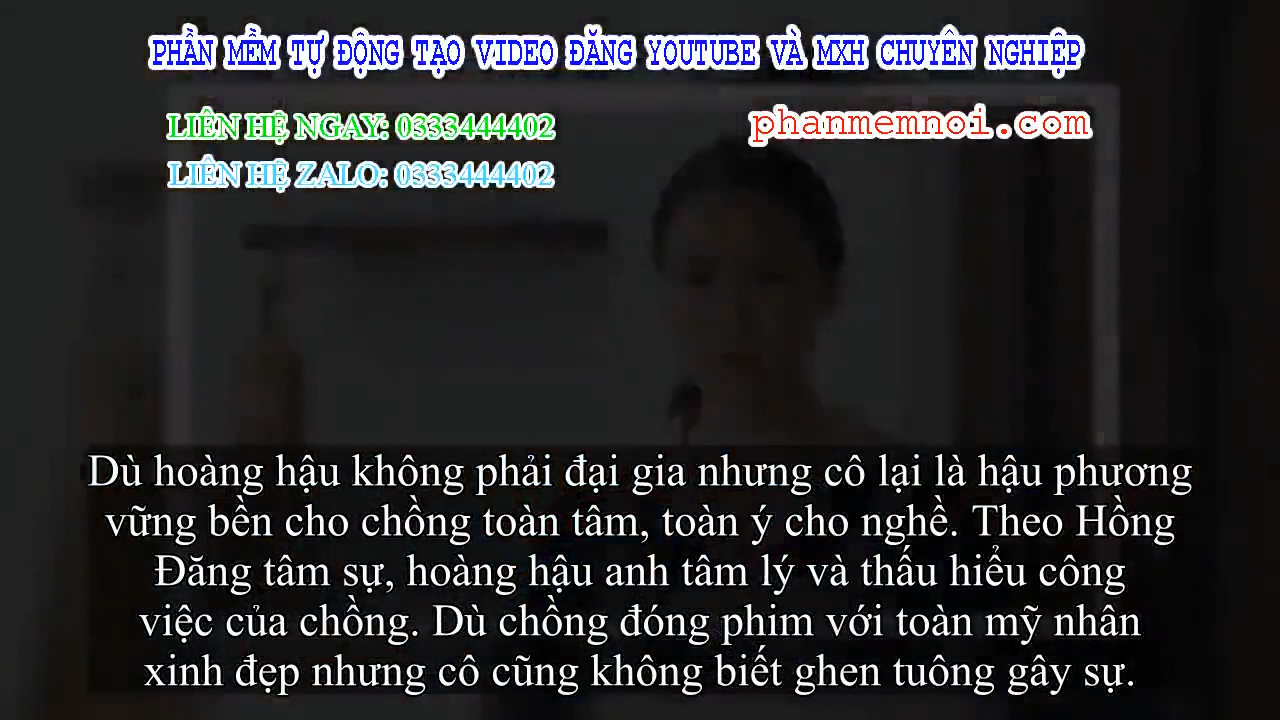 PHẦN MỀM TỰ ĐỘNG TẠO VIDEO ĐĂNG YOUTUBE VÀ MXH CHUYÊN NGHIỆP
LIÊN HỆ NGAY: 0333444402
phanmemnoi.com
LIÊN HỆ ZALO: 0333444402
Dù hoàng hậu không phải đại gia nhưng cô lại là hậu phương
vững bền cho chồng toàn tâm, toàn ý cho nghề. Theo Hồng
Đăng tâm sự, hoàng hậu anh tâm lý và thấu hiểu công
việc của chồng. Dù chồng đóng phim với toàn mỹ nhân
xinh đẹp nhưng cô cũng không biết ghen tuông gây sự.